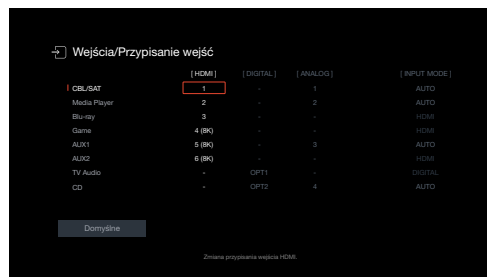 Wejścia/Przypisanie wejść
[ HDMI ] [ DIGITAL ] [ ANALOG ] [ INPUT MODE ]
CBL/SAT 1 - 1 AUTO
Media Player 2 - 2 AUTO
Blu-ray 3 - - HDMI
Game 4 (8K) - - HDMI
AUX1 5 (8K) - 3 AUTO
AUX2 6 (8K) - - HDMI
TV Audio - OPT1 - DIGITAL
CD - OPT2 4 AUTO
Domyślne
Zmiana przypisania wejścia HDMI.